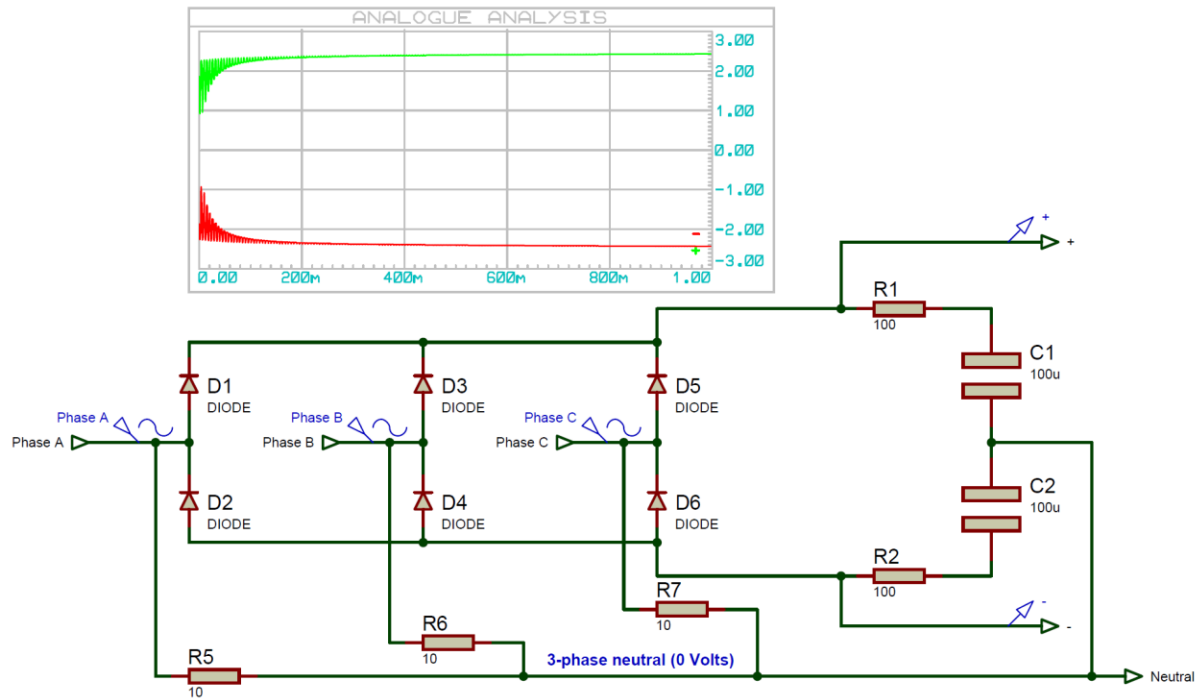 ANALOGUE ANALYSIS
3.00
2.00
1.00
0.00
-1.00
-2.00
-3.00
-
+
0.00 200m 400m 600m 800m 1.00
+
+
R1
100
C1
100u
D1
DIODE
D3
DIODE
D5
DIODE
Phase A
Phase A
Phase B
Phase B
Phase C
Phase C
D2
DIODE
D4
DIODE
D6
DIODE
C2
100u
R2
100
-
-
R7
10
R6
10
3-phase neutral (0 Volts)
R5
10
Neutral